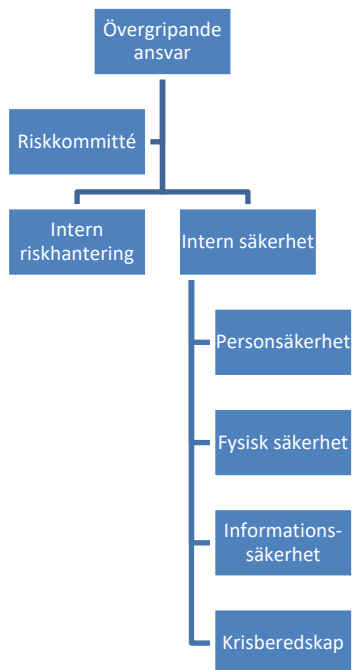 Övergripande
ansvar
Riskkommitté
Intern
riskhantering
Intern säkerhet
Personsäkerhet
Fysisk säkerhet
Informations-
säkerhet
Krisberedskap